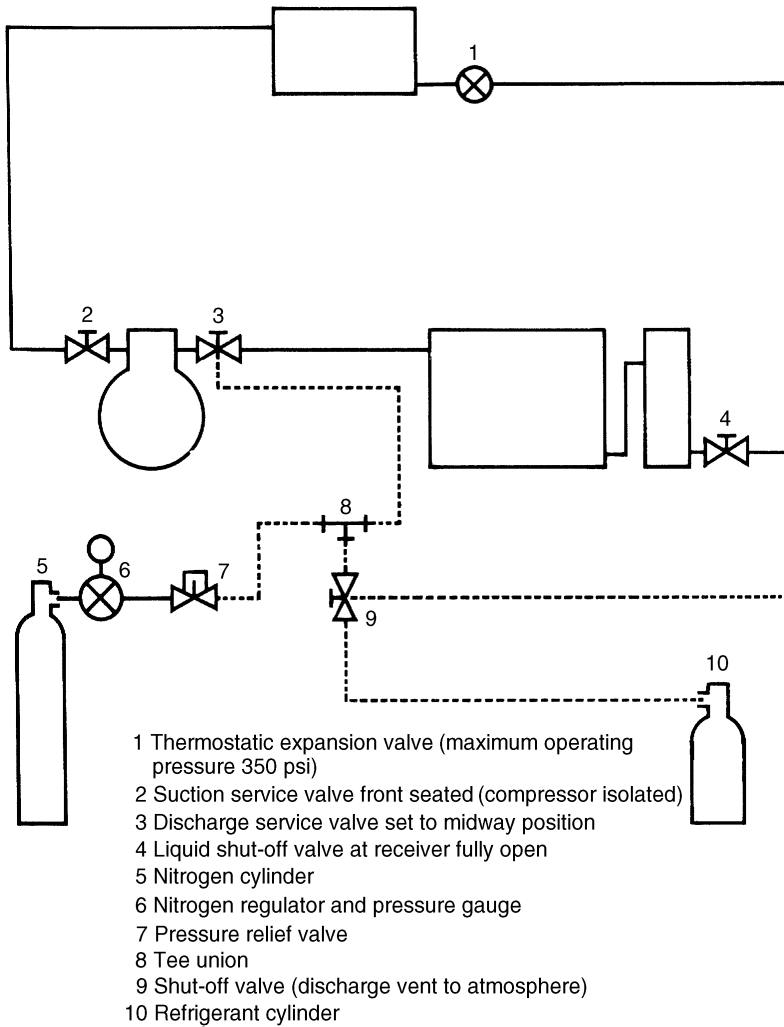 1
2
3
4
8
5
6
7
9
10
1 Thermostatic expansion valve (maximum operating
pressure 350 psi)
2 Suction service valve front seated (compressor isolated)
3 Discharge service valve set to midway position
4 Liquid shut-off valve at receiver fully open
5 Nitrogen cylinder
6 Nitrogen regulator and pressure gauge
7 Pressure relief valve
8 Tee union
9 Shut-off valve (discharge vent to atmosphere)
10 Refrigerant cylinder